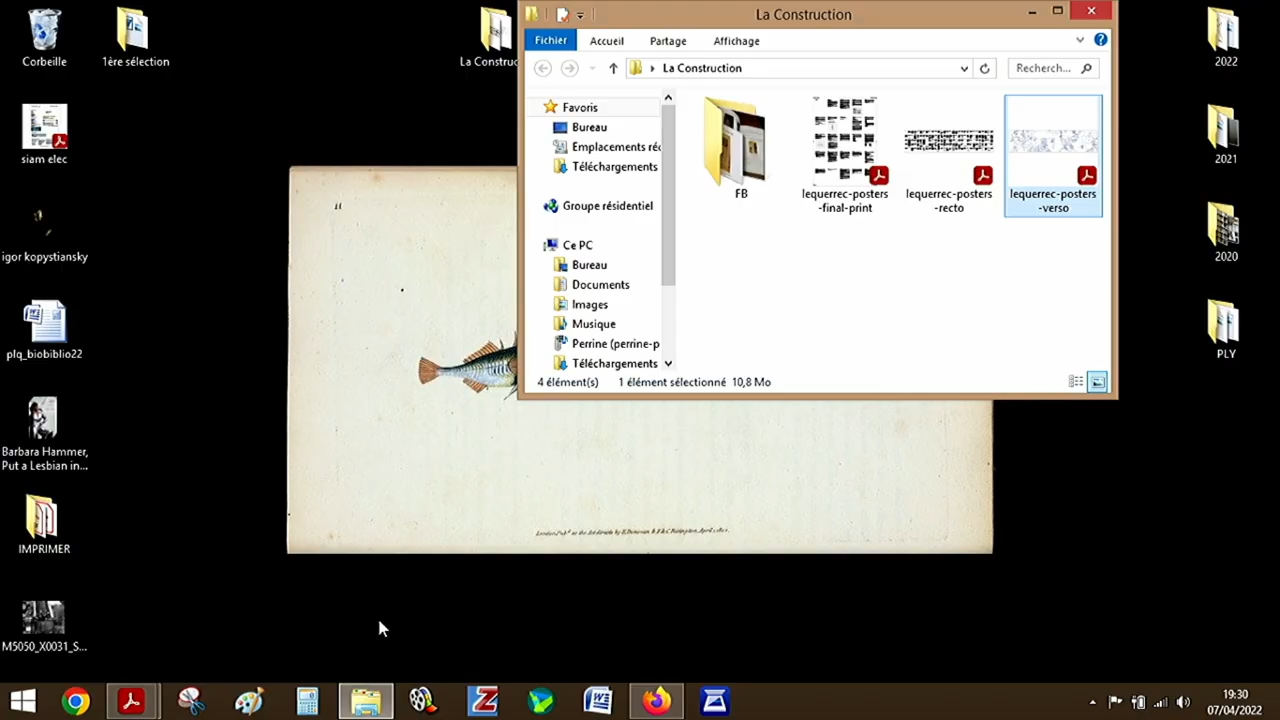 La Construction
Fichier
Accueil
Partage
Affichage
La Construction
Recherch...
Favoris
Bureau
Emplacements réc
Téléchargements
Groupe résidentiel
Ce PC
Bureau
Documents
Images
Musique
Perrine (perrine-p
Téléchargements
FB
lequerrec-posters
-final-print
lequerrec-posters
-recto
lequerrec-posters
-verso
4 élément(s)
1 élément sélectionné 10,8 Mo
Corbeille
1ère sélection
La Construc
siam elec
igor kopystiansky
plq_biobiblio22
Barbara Hammer,
Put a Lesbian in...
IMPRIMER
M5050_X0031_S...
2022
2021
2020
PLY
11
19:30
07/04/2022